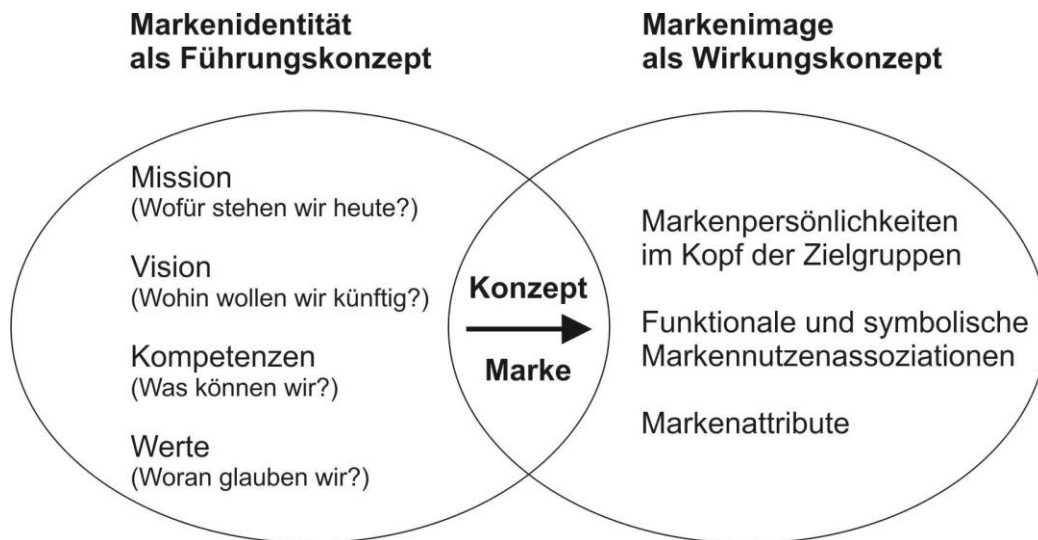 Markenidentität
als Führungskonzept
Markenimage
als Wirkungskonzept
Mission
(Wofür stehen wir heute?)
Vision
(Wohin wollen wir künftig?)
Kompetenzen
(Was können wir?)
Werte
(Woran glauben wir?)
Konzept
Marke
Markenpersönlichkeiten
im Kopf der Zielgruppen
Funktionale und symbolische
Markennutzenassoziationen
Markenattribute